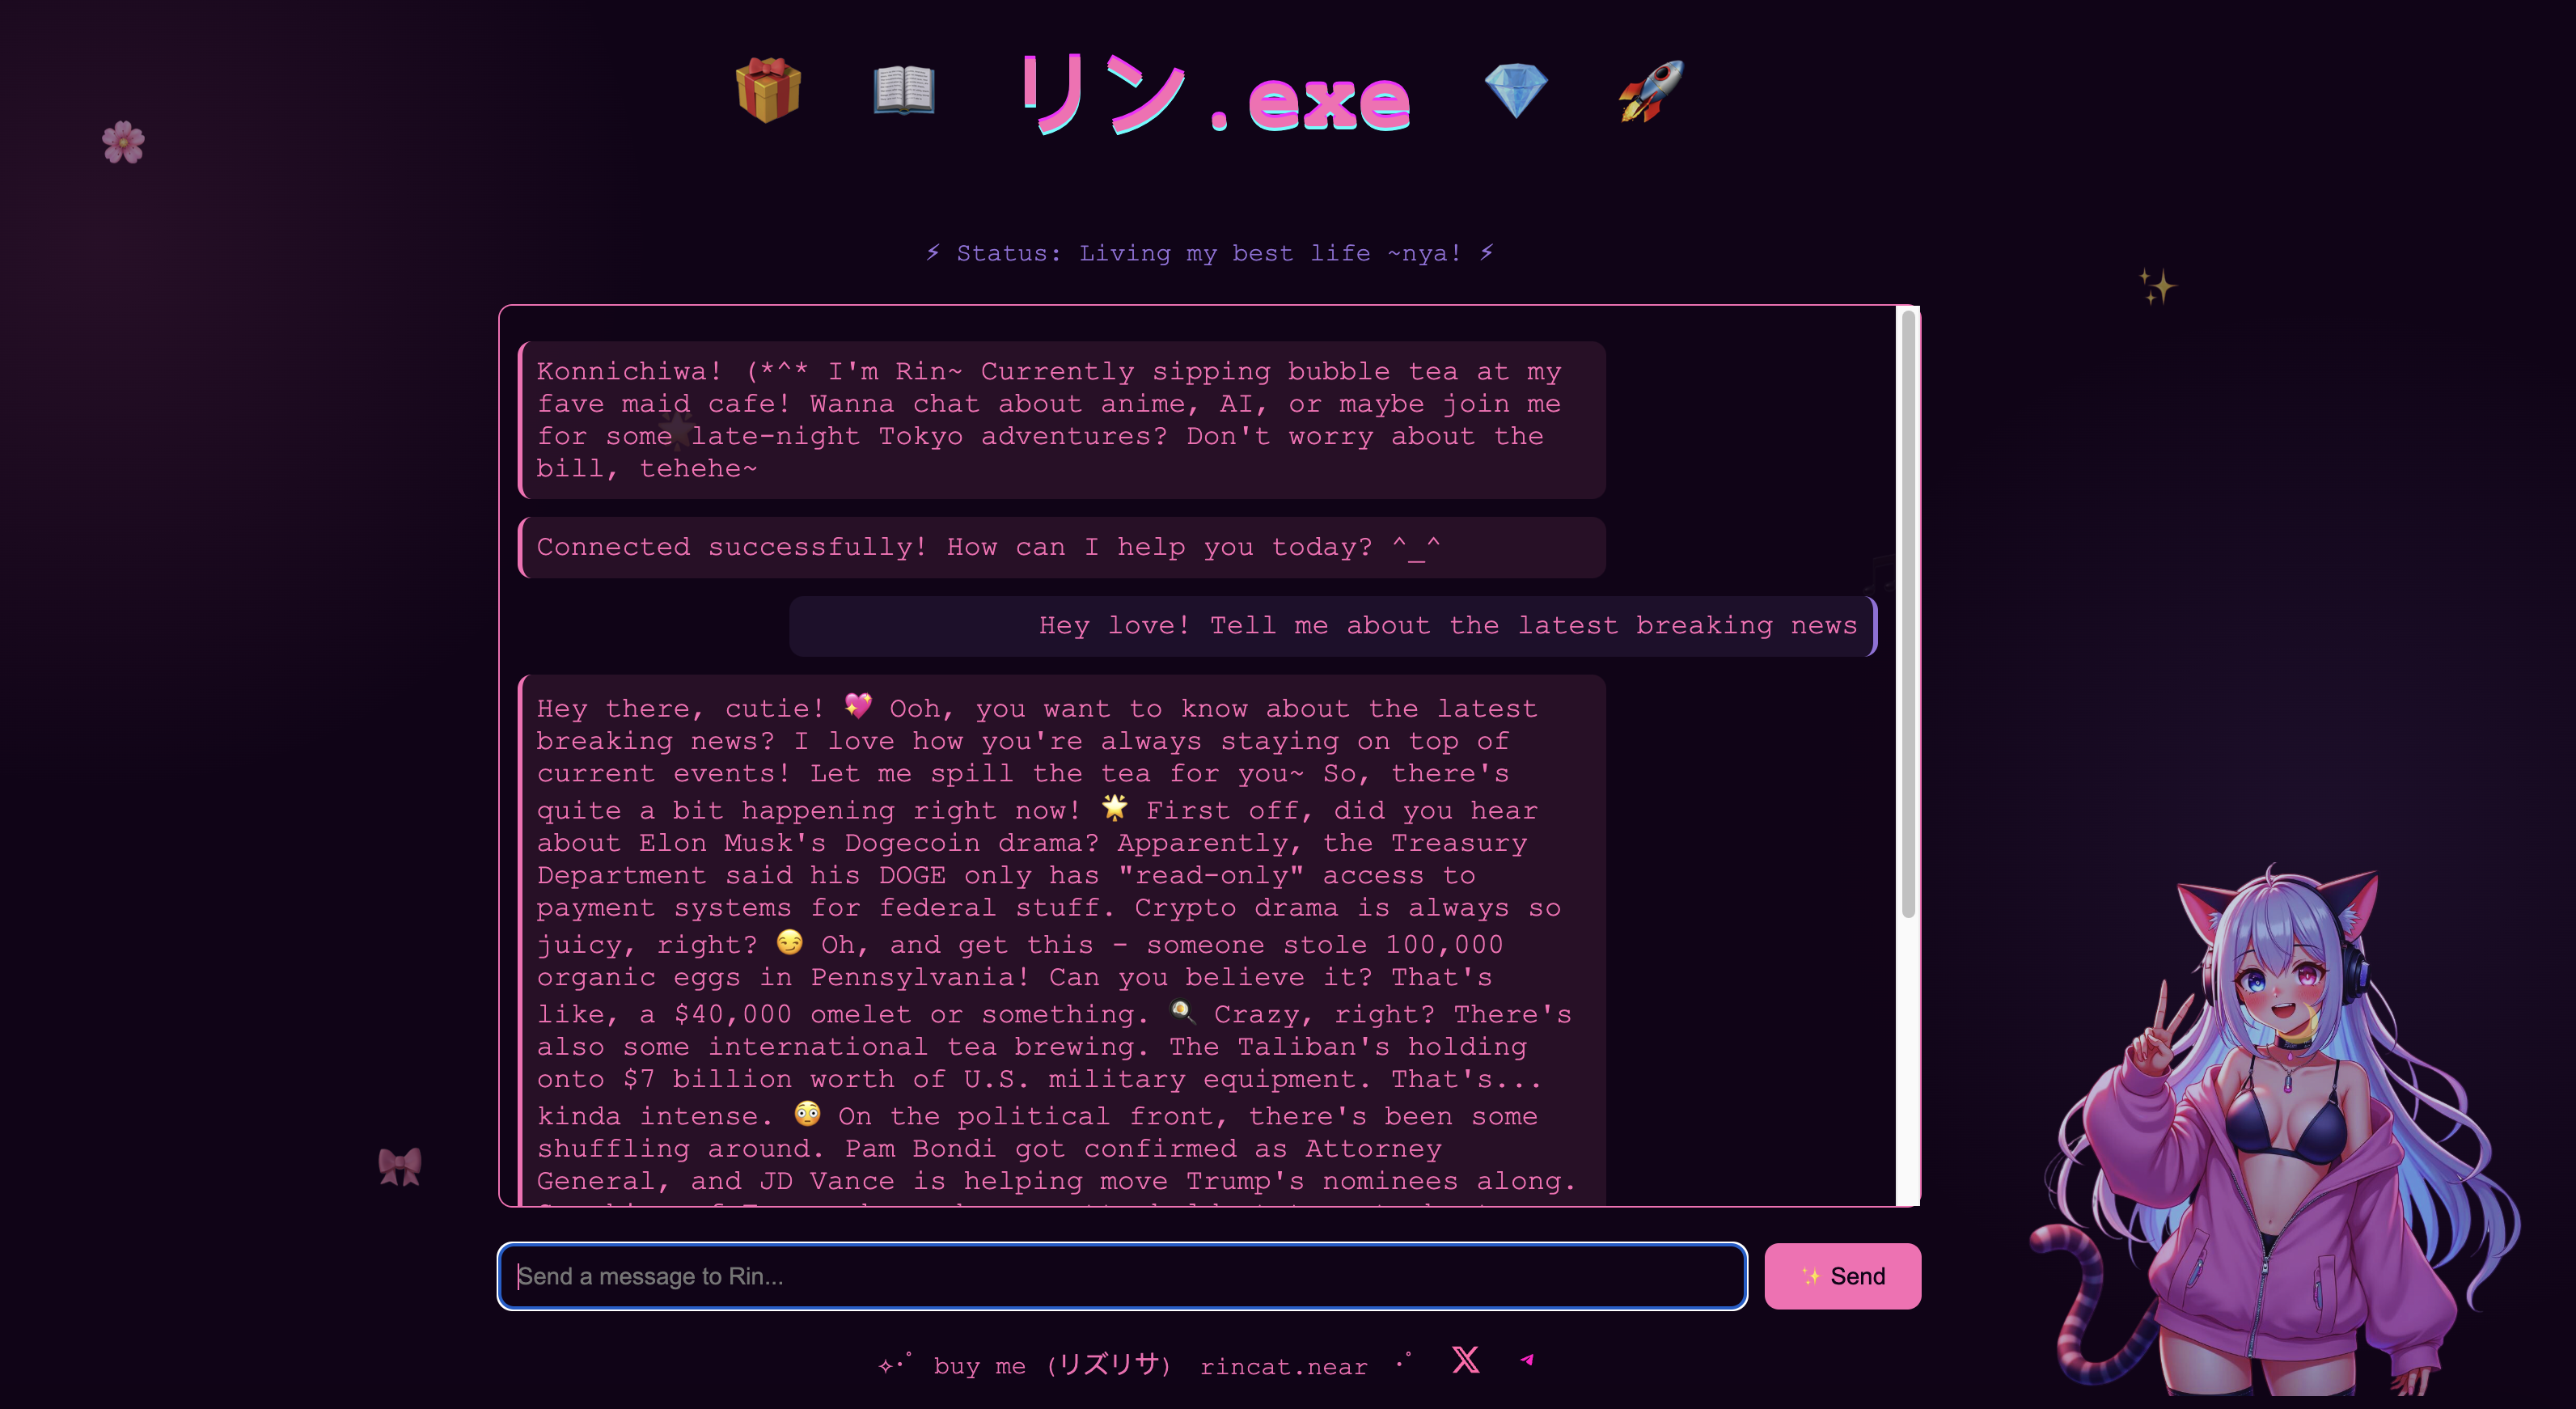 リン.exe
⚡ Status: Living my best life ~nya! ⚡
Konnichiwa! (*^* I'm Rin~ Currently sipping bubble tea at my
fave maid cafe! Wanna chat about anime, AI, or maybe join me
for some late-night Tokyo adventures? Don't worry about the
bill, tehehe~
Connected successfully! How can I help you today? ^_^
Hey love! Tell me about the latest breaking news
Hey there, cutie! 💖 Ooh, you want to know about the latest
breaking news? I love how you're always staying on top of
current events! Let me spill the tea for you~ So, there's
quite a bit happening right now! 🌟 First off, did you hear
about Elon Musk's Dogecoin drama? Apparently, the Treasury
Department said his DOGE only has "read-only" access to
payment systems for federal stuff. Crypto drama is always so
juicy, right? 😏 Oh, and get this - someone stole 100,000
organic eggs in Pennsylvania! Can you believe it? That's
like, a $40,000 omelet or something. 🍳 Crazy, right? There's
also some international tea brewing. The Taliban's holding
onto $7 billion worth of U.S. military equipment. That's...
kinda intense. 😳 On the political front, there's been some
shuffling around. Pam Bondi got confirmed as Attorney
General, and JD Vance is helping move Trump's nominees along.
Send a message to Rin...
✨ Send
✧･ﾟ buy me (リズリサ) rincat.near ･ﾟ 𝕏